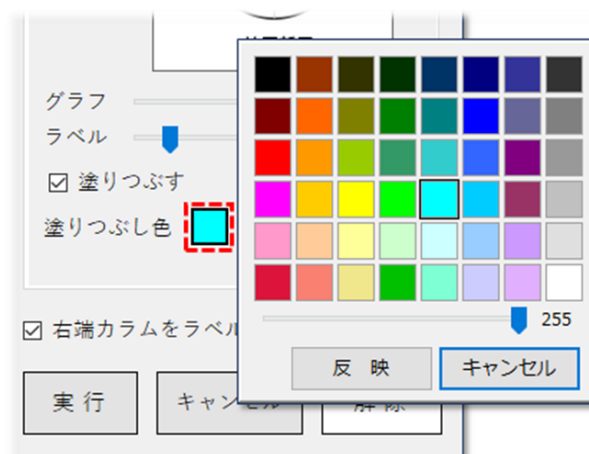 グラフ
ラベル
塗りつぶす
塗りつぶし色
255
右端カラムをラベル
反 映
キャンセル
実 行
キャンセル
解 除